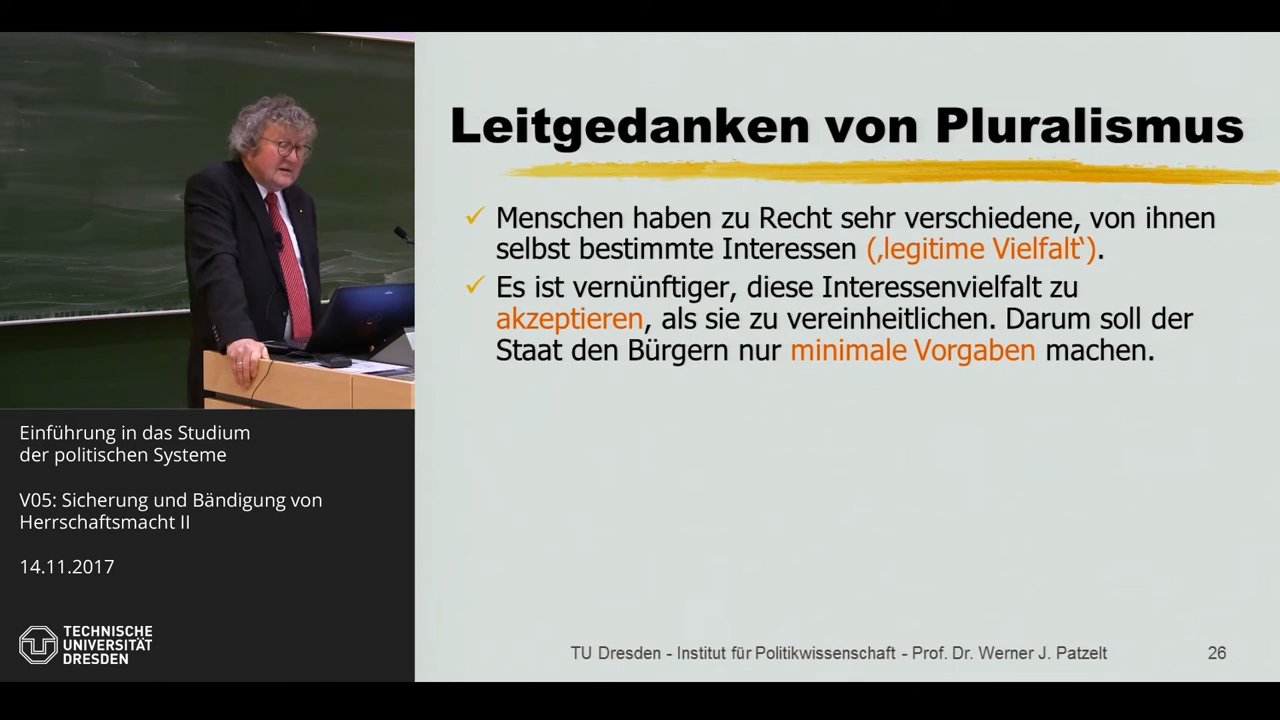 Leitgedanken von Pluralismus
✓ Menschen haben zu Recht sehr verschiedene, von ihnen
selbst bestimmte Interessen (‚legitime Vielfalt‘).
✓ Es ist vernünftiger, diese Interessenvielfalt zu
akzeptieren, als sie zu vereinheitlichen. Darum soll der
Staat den Bürgern nur minimale Vorgaben machen.
Einführung in das Studium
der politischen Systeme
V05: Sicherung und Bändigung von
Herrschaftsmacht II
14.11.2017
TECHNISCHE
UNIVERSITÄT
DRESDEN
TU Dresden - Institut für Politikwissenschaft - Prof. Dr. Werner J. Patzelt
26